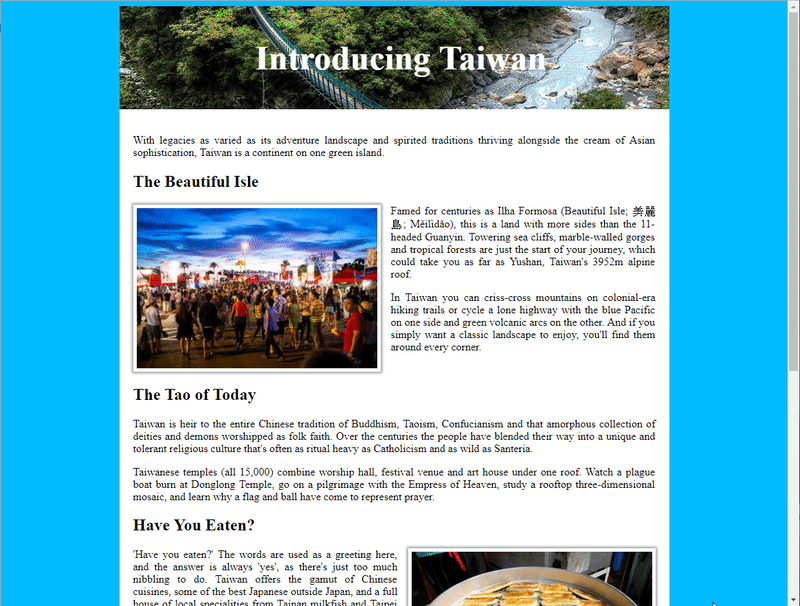 Introducing Taiwan
With legacies as varied as its adventure landscape and spirited traditions thriving alongside the cream of Asian
sophistication, Taiwan is a continent on one green island.
The Beautiful Isle
Famed for centuries as Ilha Formosa (Beautiful Isle; 美麗
島; Měilìdǎo), this is a land with more sides than the 11-
headed Guanyin. Towering sea cliffs, marble-walled gorges
and tropical forests are just the start of your journey, which
could take you as far as Yushan, Taiwan's 3952m alpine
roof.
In Taiwan you can criss-cross mountains on colonial-era
hiking trails or cycle a lone highway with the blue Pacific
on one side and green volcanic arcs on the other. And if you
simply want a classic landscape to enjoy, you'll find them
around every corner.
The Tao of Today
Taiwan is heir to the entire Chinese tradition of Buddhism, Taoism, Confucianism and that amorphous collection of
deities and demons worshipped as folk faith. Over the centuries the people have blended their way into a unique and
tolerant religious culture that's often as ritual heavy as Catholicism and as wild as Santeria.
Taiwanese temples (all 15,000) combine worship hall, festival venue and art house under one roof. Watch a plague
boat burn at Donglong Temple, go on a pilgrimage with the Empress of Heaven, study a rooftop three-dimensional
mosaic, and learn why a flag and ball have come to represent prayer.
Have You Eaten?
'Have you eaten?' The words are used as a greeting here,
and the answer is always 'yes', as there's just too much
nibbling to do. Taiwan offers the gamut of Chinese
cuisines, some of the best Japanese outside Japan, and a full
house of local specialities from Tainan milkfish and Taipei